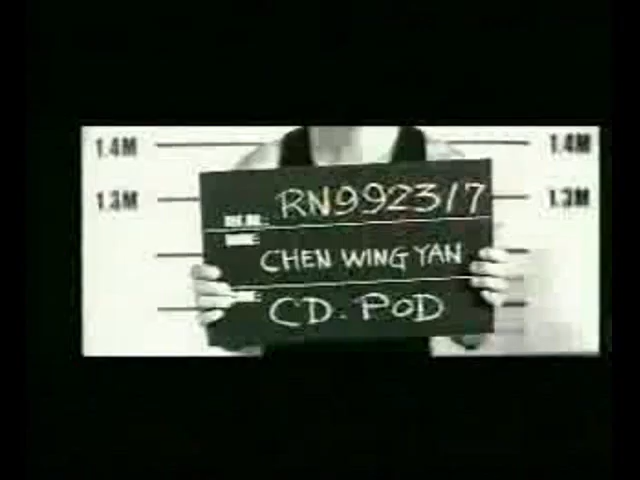 1.4M 1.4M
1.3M 1.3M
RN992317
CHEN WING YAN
CD. POD